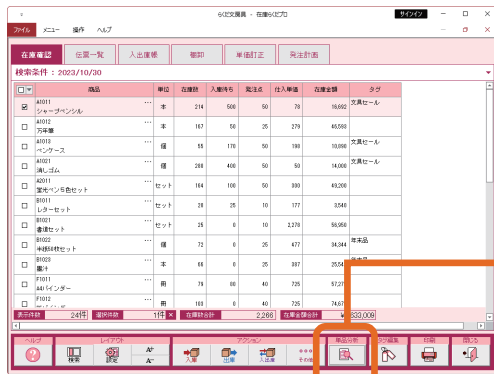 らくだ文房具 - 在庫らくだプロ
サインイン
ファイル メニュー 操作 ヘルプ
在庫確認 伝票一覧 入出庫帳 棚卸 単価訂正 発注計画
検索条件 : 2023/10/30
商品 単位 在庫数 入庫待ち 発注点 仕入単価 在庫金額 タグ
A1011
シャープペンシル … 本 214 500 50 78 16,692 文具セール
A1012
万年筆 … 本 167 50 25 279 46,593
A1013
ペンケース … 個 55 170 50 198 10,890 文具セール
A1021
消しゴム … 個 280 400 50 50 14,000 文具セール
A2011
蛍光ペン5色セット … セット 164 100 50 300 49,200
B1011
レターセット … セット 20 25 10 177 3,540
B1021
書道セット … セット 25 0 10 2,278 56,950
B1022
半紙50枚セット … 個 72 0 25 477 34,344 年末品
B1023
墨汁 … 本 66 0 25 387 25,54
F1011
A4バインダー … 冊 79 80 40 725 57,27
F1012
… 冊 103 0 40 725 74,67
表示件数 24件 選択件数 1件 × 在庫数合計 2,266 在庫金額合計 ¥ 633,009
ヘルプ レイアウト アクション 単品分析 タグ編集 印刷 閉じる
検索 設定 A+ A- 入庫 出庫 入出庫 その他